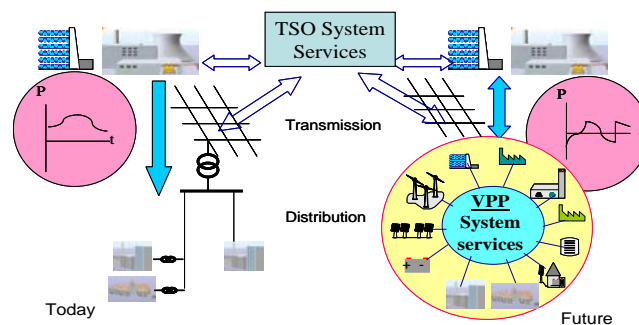 TSO System
Services
P
t
Transmission
P
Distribution
VPP
System
services
+ -
Today
Future